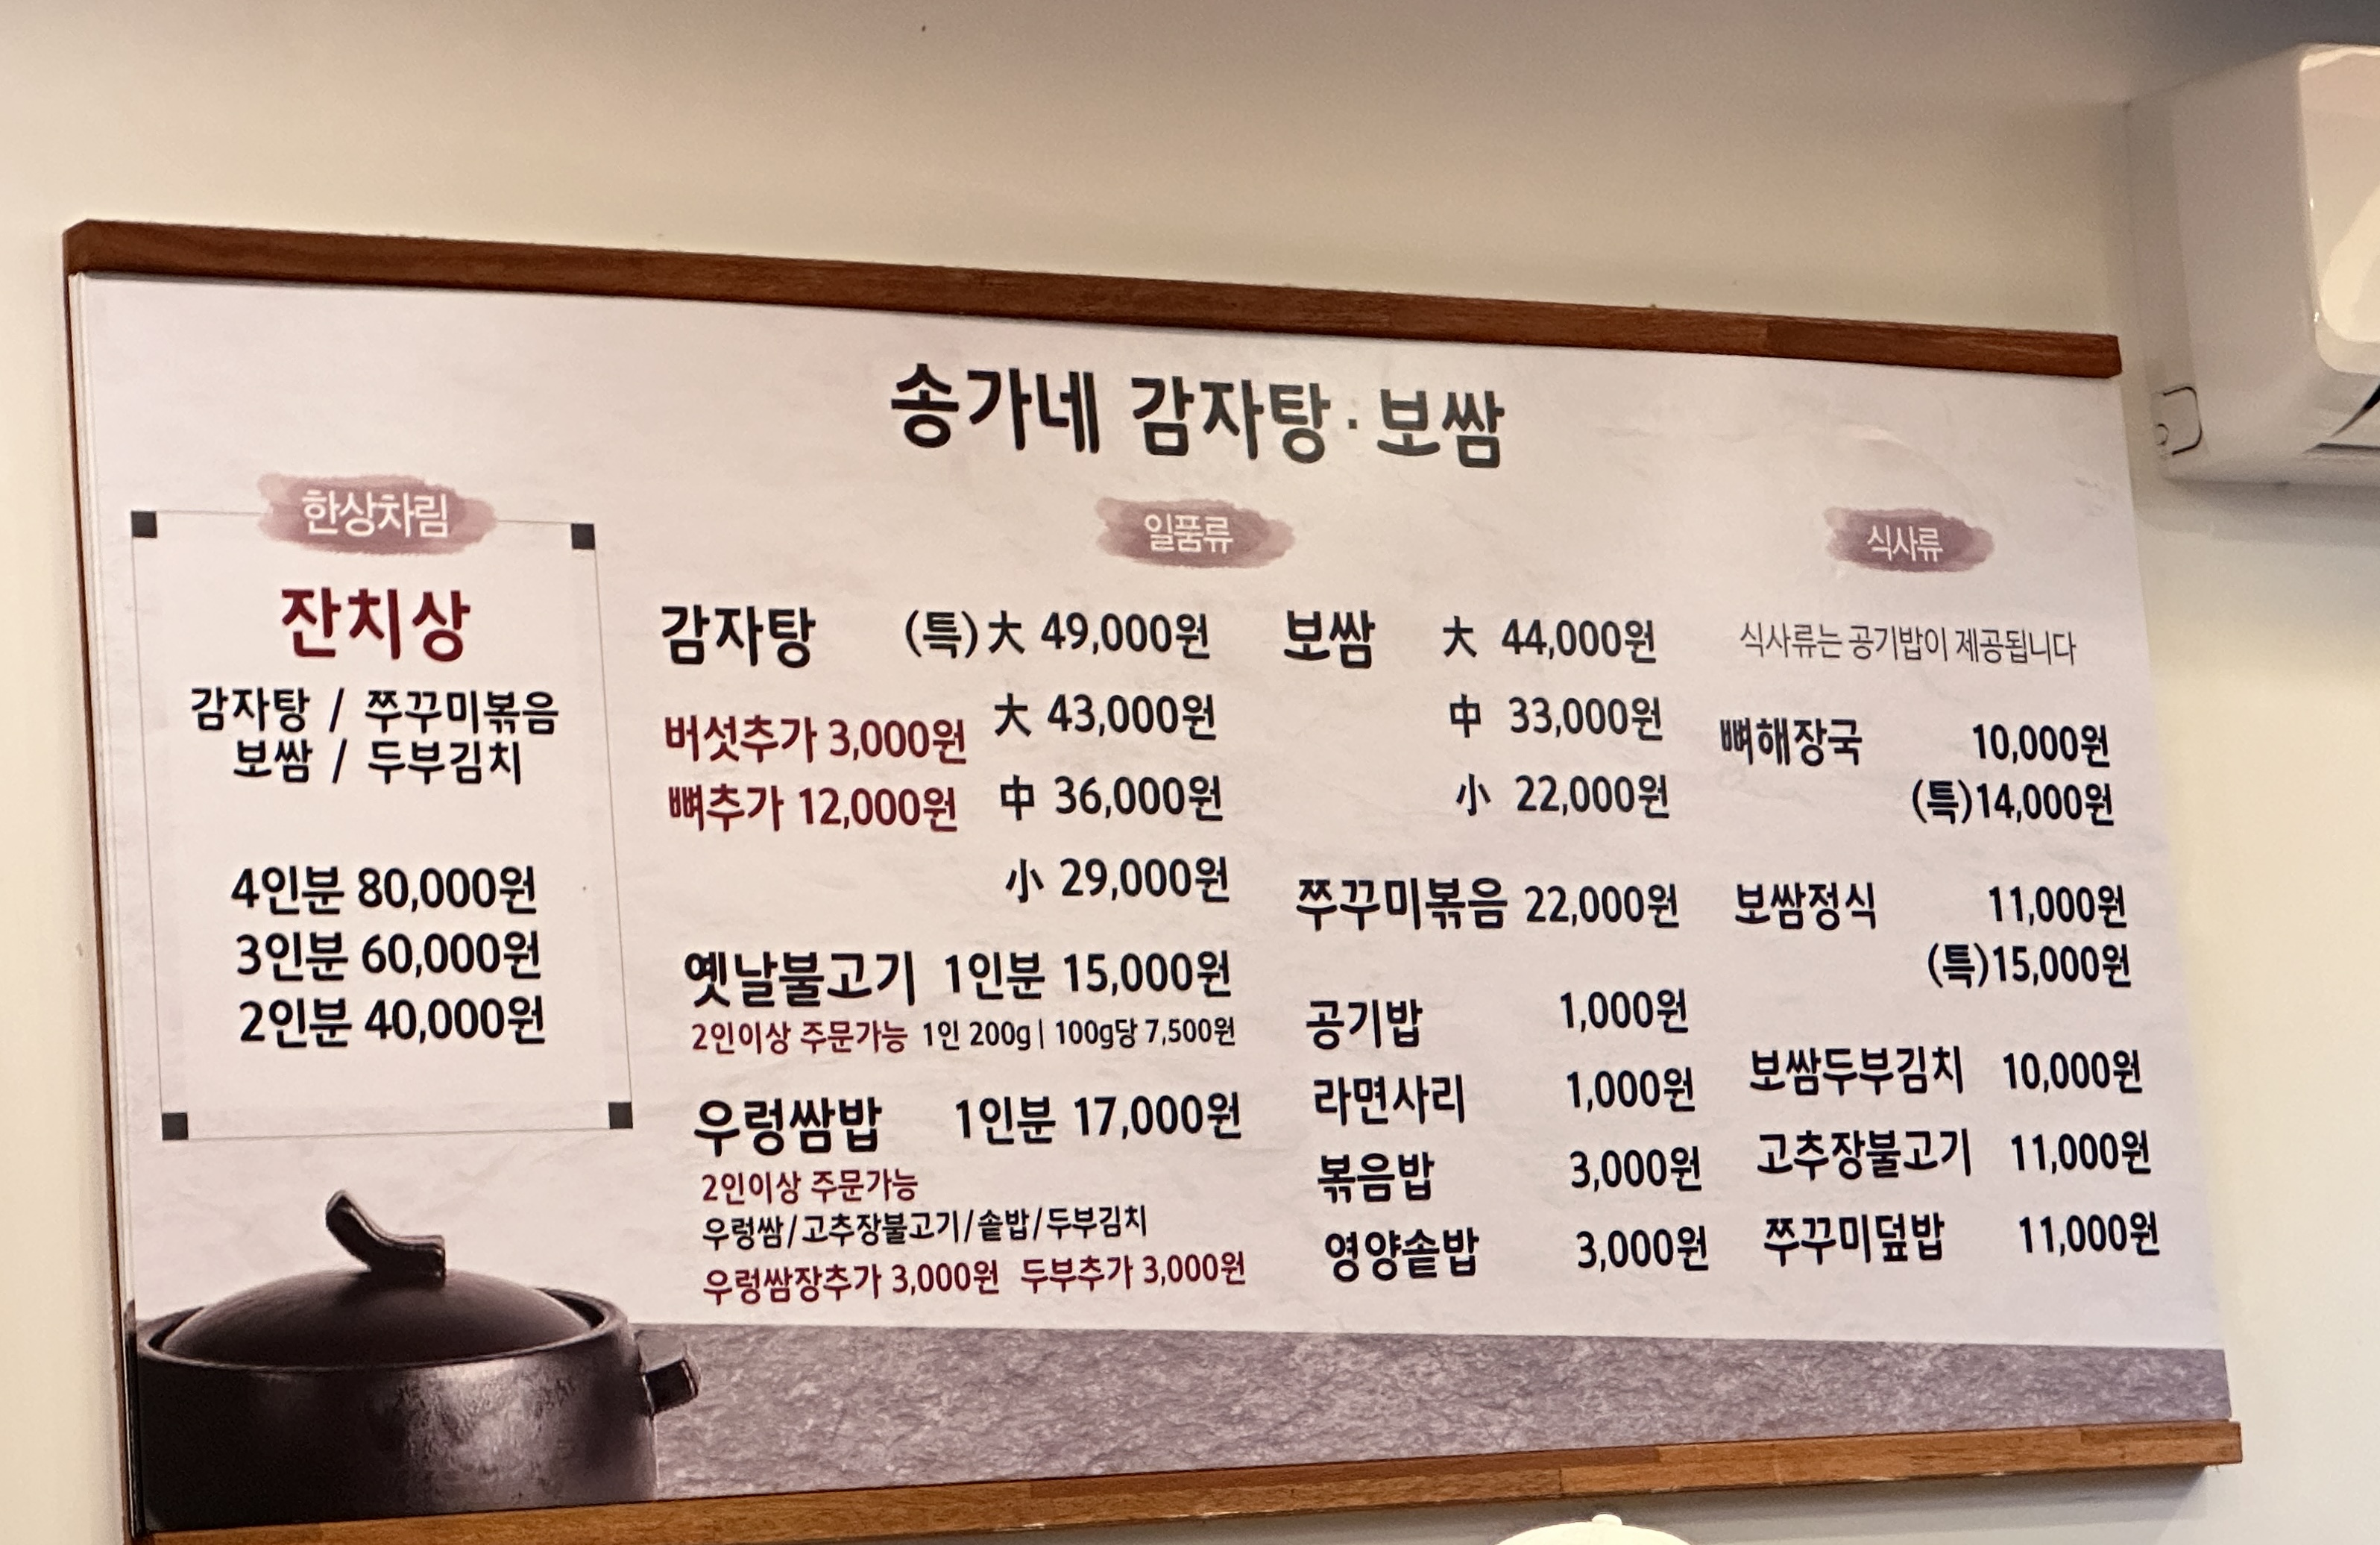 송가네 감자탕·보쌈
한상차림
잔치상
감자탕 / 쭈꾸미볶음
보쌈 / 두부김치
4인분 80,000원
3인분 60,000원
2인분 40,000원
일품류
감자탕 (특)大 49,000원
大 43,000원
버섯추가 3,000원
中 36,000원
뼈추가 12,000원
小 29,000원
옛날불고기 1인분 15,000원
2인이상 주문가능 1인 200g | 100g당 7,500원
우렁쌈밥 1인분 17,000원
2인이상 주문가능
우렁쌈/고추장불고기/솥밥/두부김치
우렁쌈장추가 3,000원 두부추가 3,000원
보쌈 大 44,000원
中 33,000원
小 22,000원
쭈꾸미볶음 22,000원
공기밥 1,000원
라면사리 1,000원
볶음밥 3,000원
영양솥밥 3,000원
식사류
식사류는 공기밥이 제공됩니다
뼈해장국 10,000원
(특)14,000원
보쌈정식 11,000원
(특)15,000원
보쌈두부김치 10,000원
고추장불고기 11,000원
쭈꾸미덮밥 11,000원